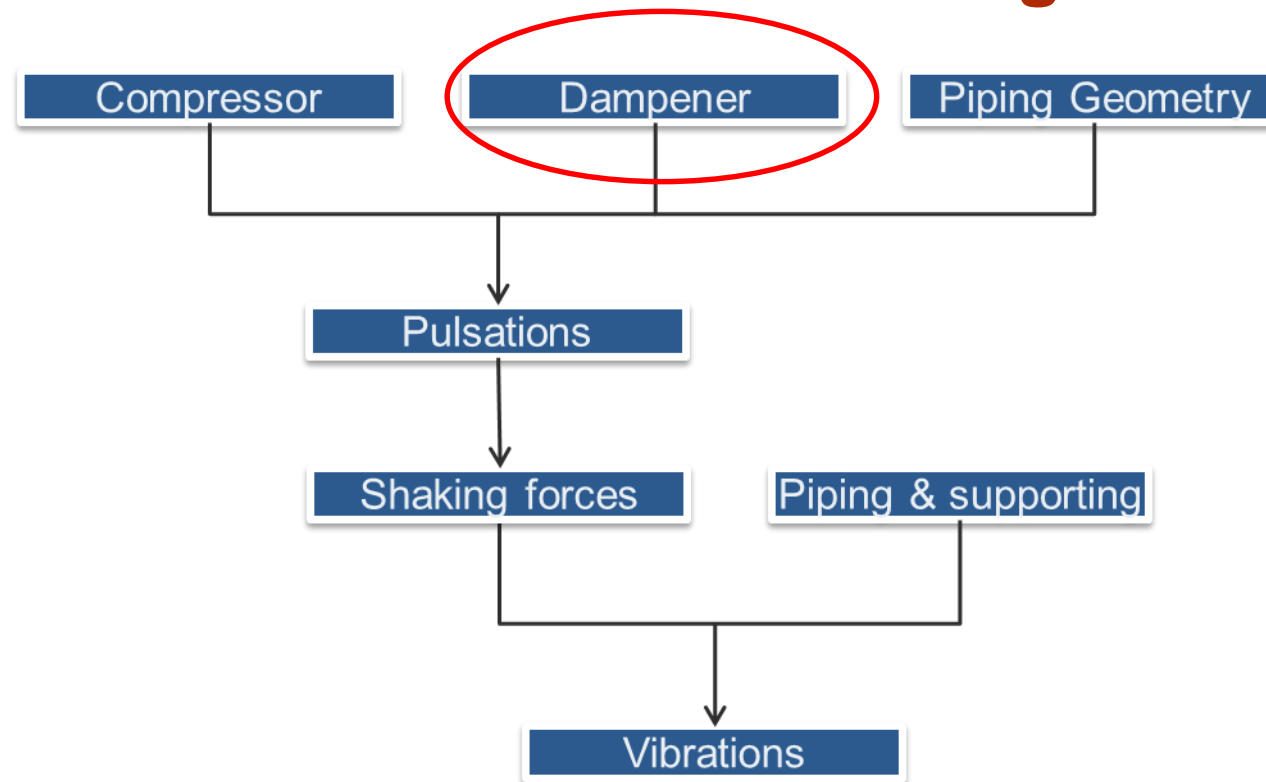 Compressor
Dampener
Piping Geometry
Pulsations
Shaking forces
Piping & supporting
Vibrations